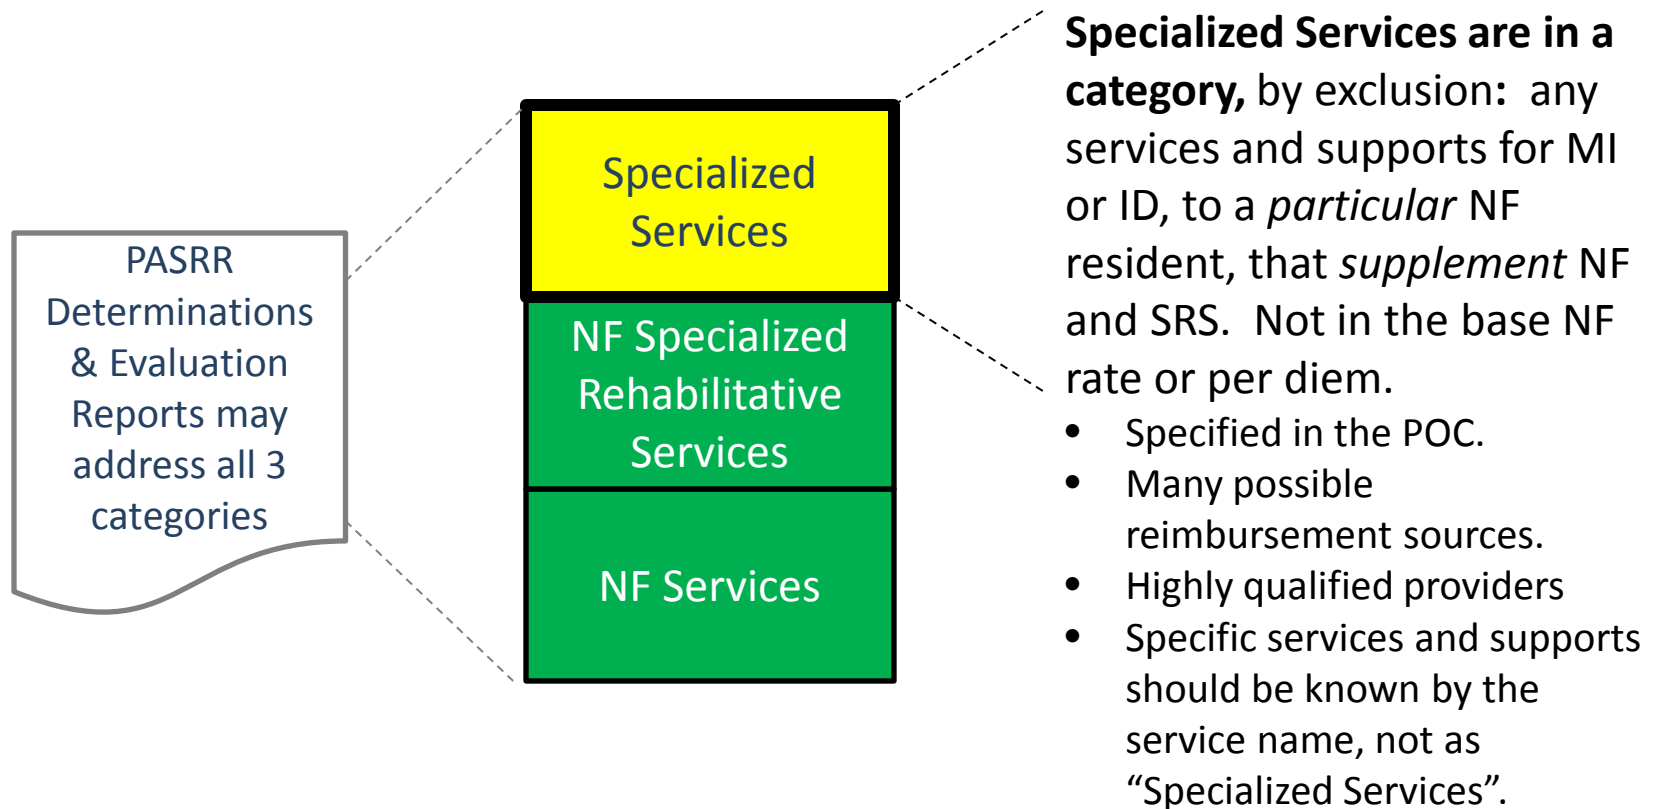 PASRR
Determinations
& Evaluation
Reports may
address all 3
categories
Specialized
Services
NF Specialized
Rehabilitative
Services
NF Services
Specialized Services are in a
category, by exclusion:  any
services and supports for MI
or ID, to a particular NF
resident, that supplement NF
and SRS.  Not in the base NF
rate or per diem.
• Specified in the POC.
• Many possible
reimbursement sources.
• Highly qualified providers
• Specific services and supports
should be known by the
service name, not as
“Specialized Services”.